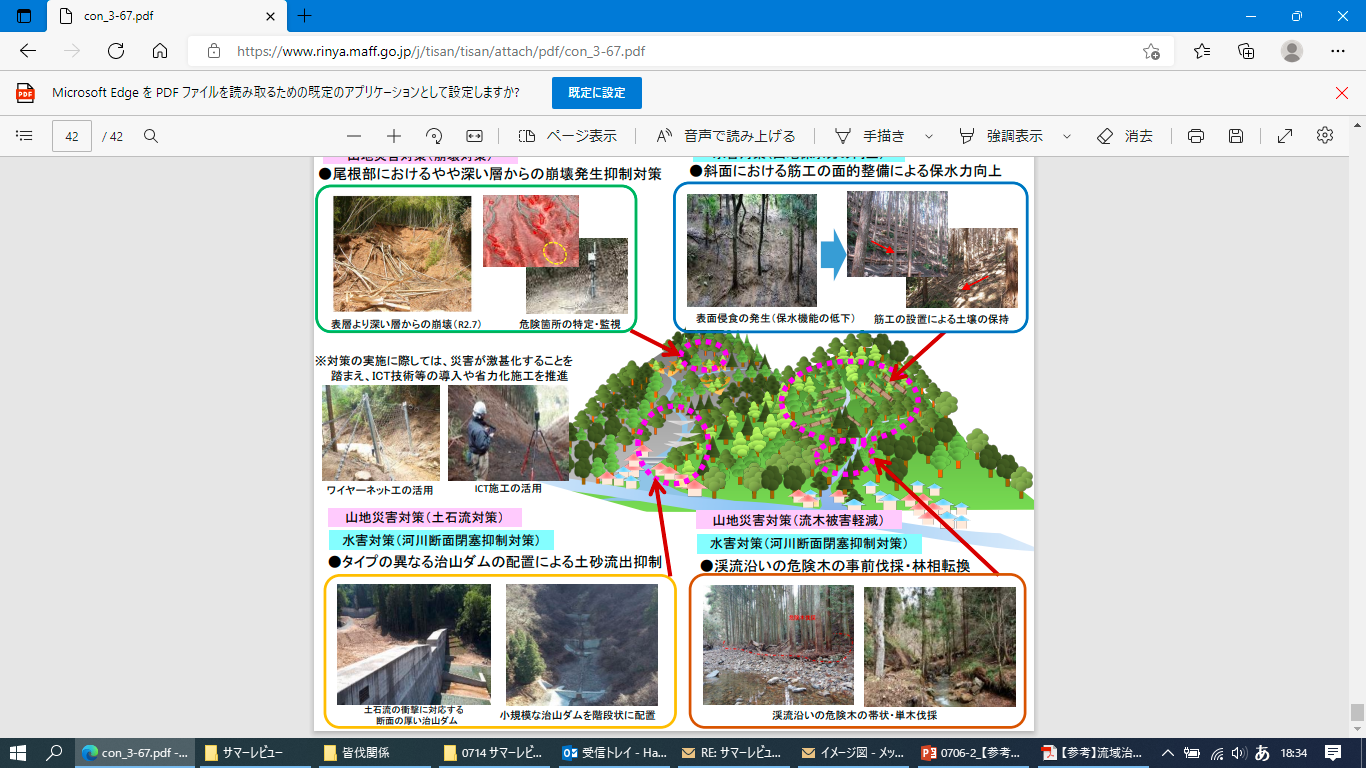 con_3-67.pdf
https://www.rinya.maff.go.jp/j/tisan/tisan/attach/pdf/con_3-67.pdf
Microsoft Edge を PDF ファイルを読み取るための既定のアプリケーションとして設定しますか?
既定に設定
42 / 42
ページ表示
音声で読み上げる
手描き
強調表示
消去
山地災害対策(崩壊対策)
●尾根部におけるやや深い層からの崩壊発生抑制対策
●斜面における筋工の面的整備による保水力向上
表層より深い層からの崩壊(R2.7)
危険箇所の特定・監視
表面侵食の発生(保水機能の低下)
筋工の設置による土壌の保持
※対策の実施に際しては、災害が激甚化することを
踏まえ、ICT技術等の導入や省力化施工を推進
ワイヤーネット工の活用
ICT施工の活用
山地災害対策(土石流対策)
水害対策(河川断面閉塞抑制対策)
●タイプの異なる治山ダムの配置による土砂流出抑制
山地災害対策(流木被害軽減)
水害対策(河川断面閉塞抑制対策)
●渓流沿いの危険木の事前伐採・林相転換
土石流の衝撃に対応する
断面の厚い治山ダム
小規模な治山ダムを階段状に配置
渓流沿いの危険木の帯状・単木伐採
con_3-67.pdf -...
サマーレビュー
皆伐関係
0714 サマーレビ...
受信トレイ - Ha...
RE: サマーレビュ...
イメージ図 - メッ...
0706-2_【参考...
【参考】流域治...
あ
18:34